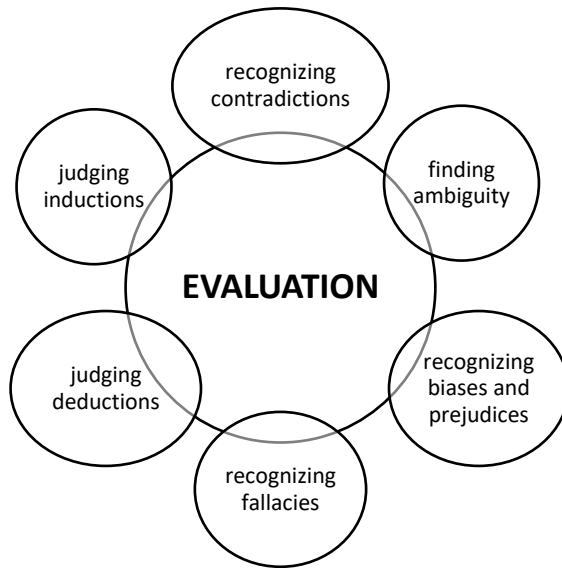 recognizing
contradictions
finding
ambiguity
recognizing
biases and
prejudices
recognizing
fallacies
judging
deductions
judging
inductions
EVALUATION